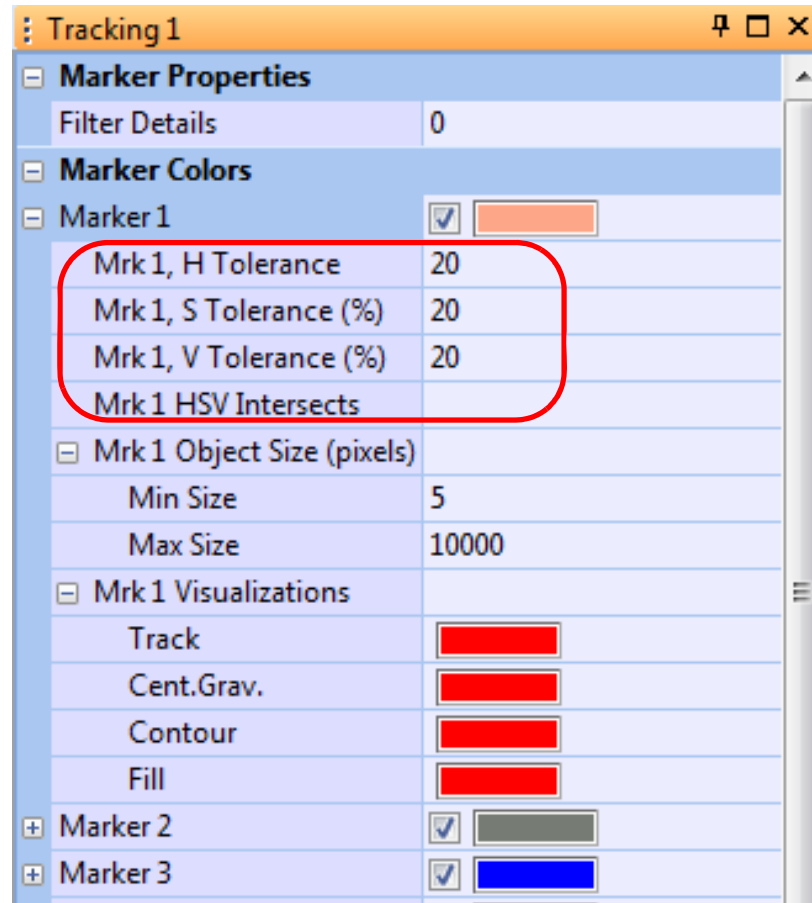 Tracking 1
Marker Properties
Filter Details 0
Marker Colors
Marker 1
Mrk 1, H Tolerance 20
Mrk 1, S Tolerance (%) 20
Mrk 1, V Tolerance (%) 20
Mrk 1 HSV Intersects
Mrk 1 Object Size (pixels)
Min Size 5
Max Size 10000
Mrk 1 Visualizations
Track
Cent.Grav.
Contour
Fill
Marker 2
Marker 3